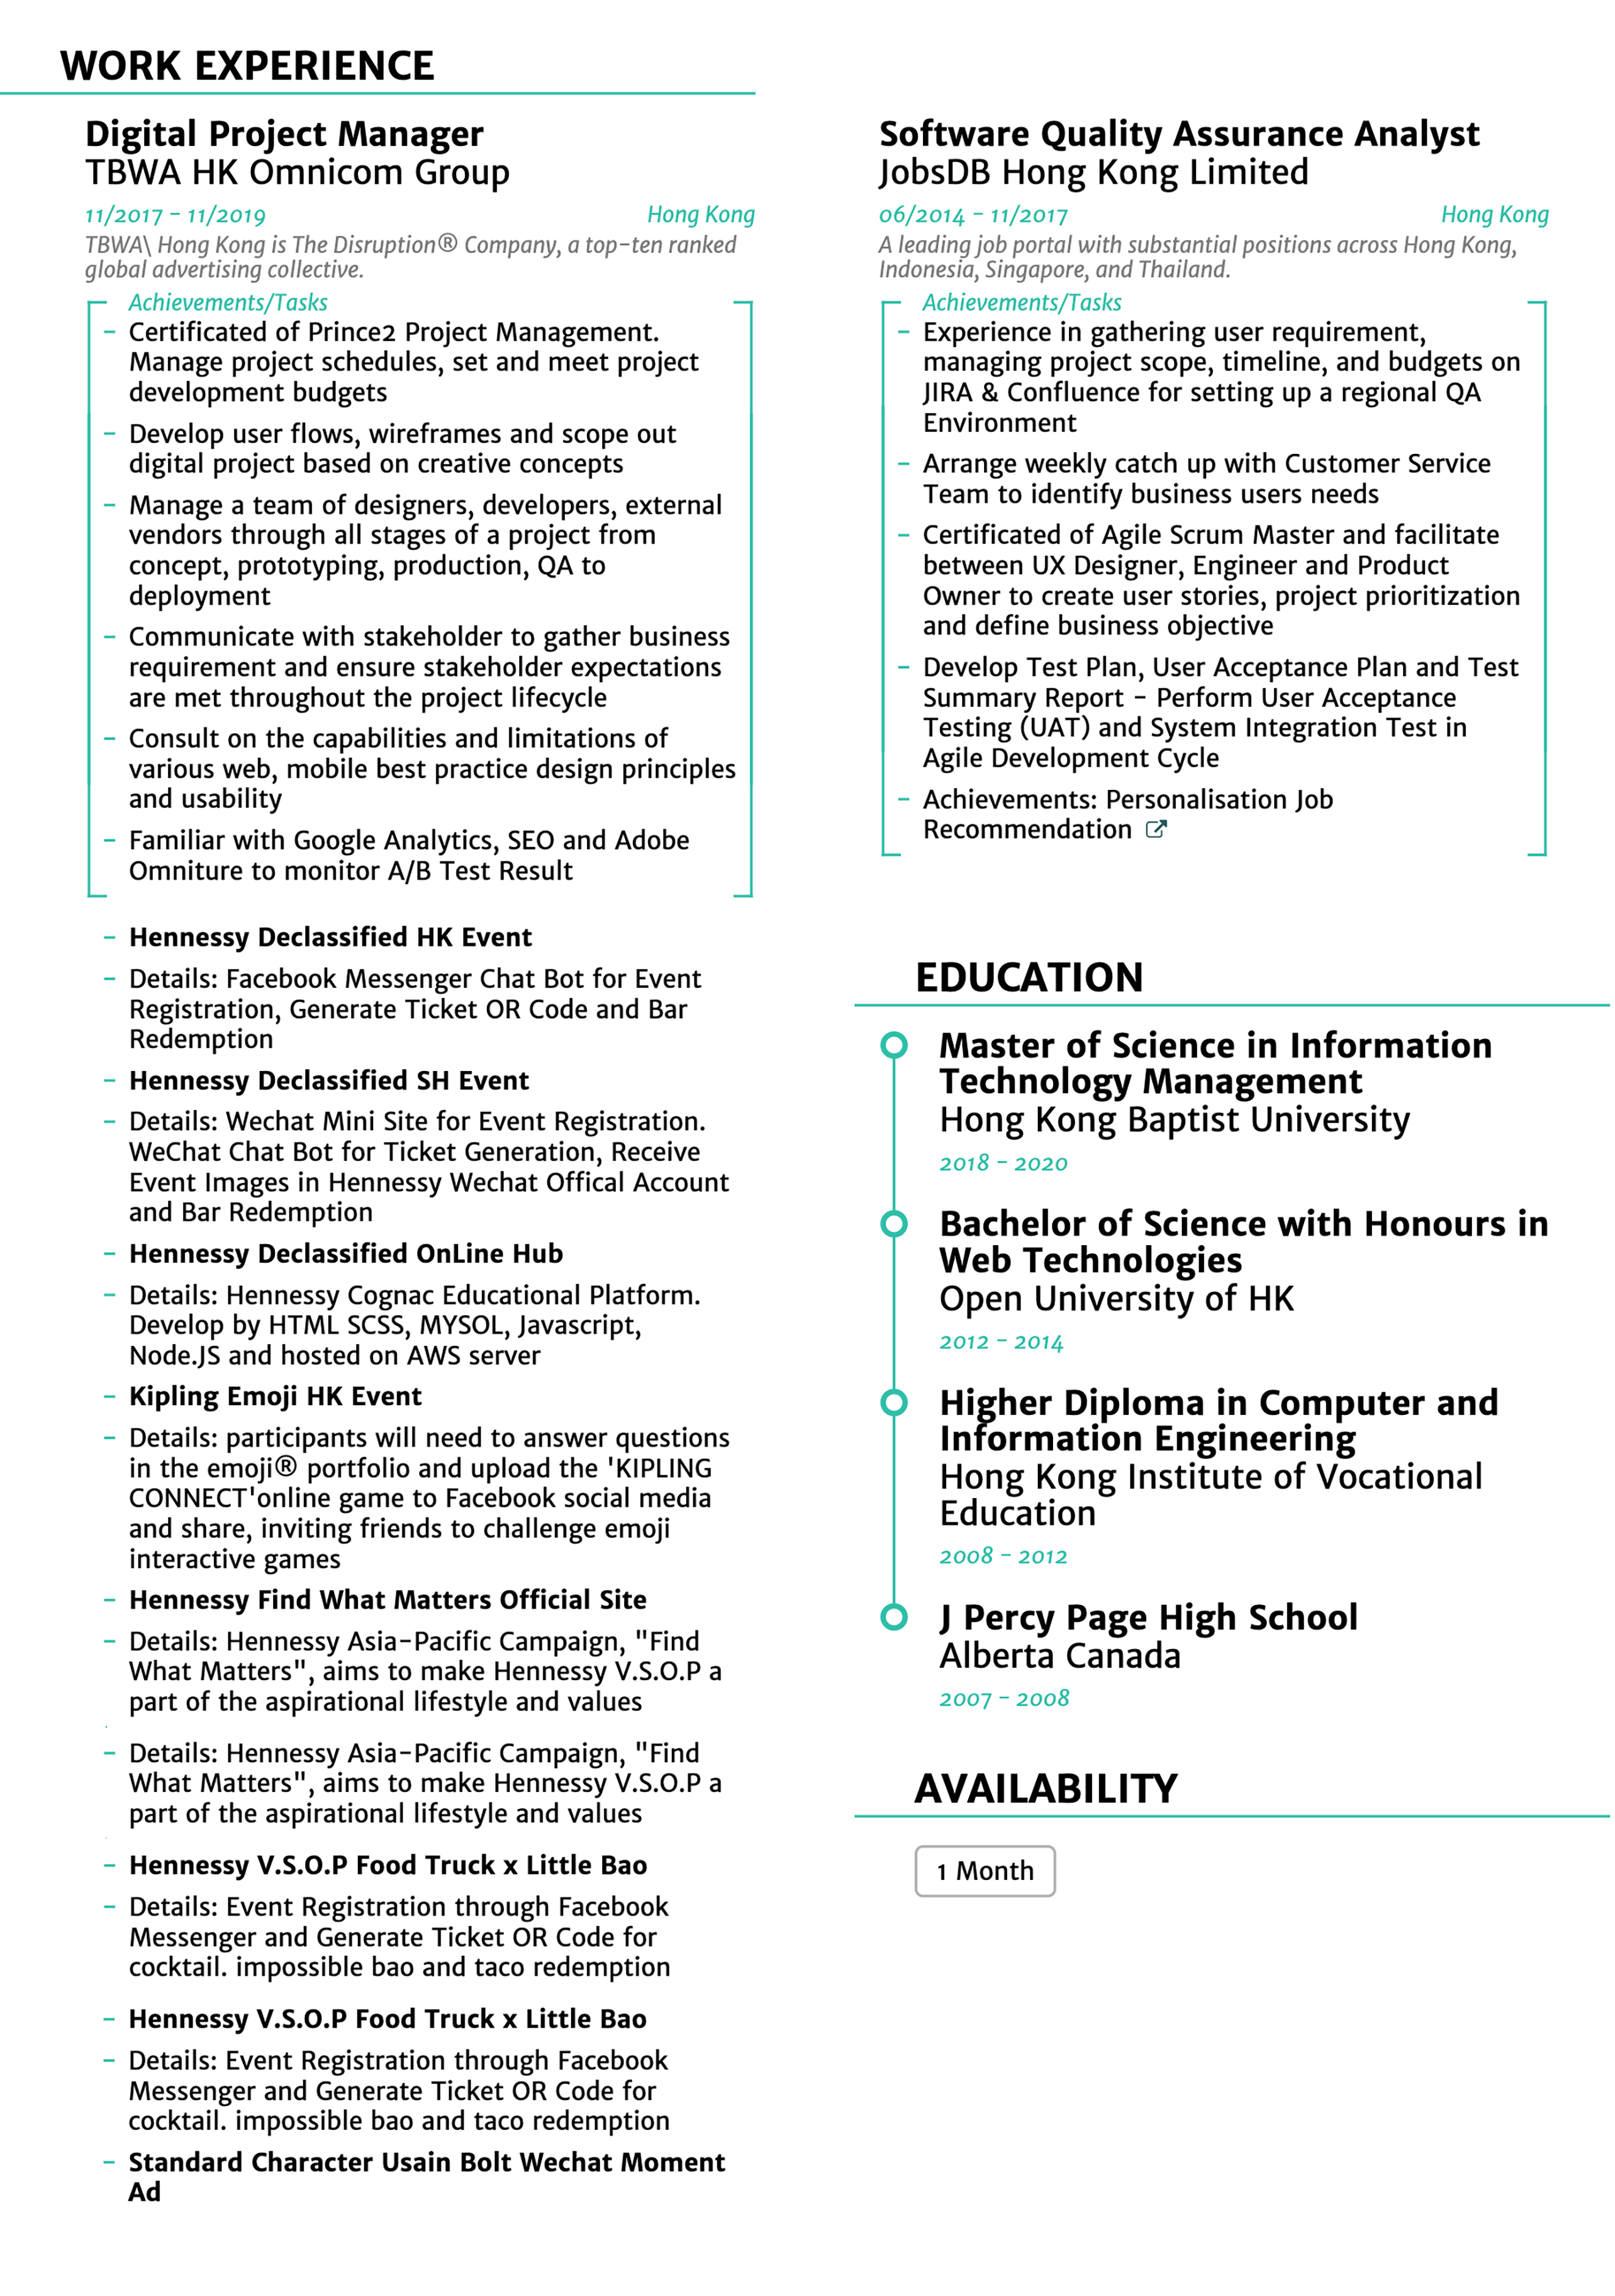 WORK EXPERIENCE
Digital Project Manager
TBWA HK Omnicom Group
11/2017 – 11/2019 Hong Kong
TBWA\ Hong Kong is The Disruption® Company, a top-ten ranked
global advertising collective.
Achievements/Tasks
– Certificated of Prince2 Project Management.
Manage project schedules, set and meet project
development budgets
– Develop user flows, wireframes and scope out
digital project based on creative concepts
– Manage a team of designers, developers, external
vendors through all stages of a project from
concept, prototyping, production, QA to
deployment
– Communicate with stakeholder to gather business
requirement and ensure stakeholder expectations
are met throughout the project lifecycle
– Consult on the capabilities and limitations of
various web, mobile best practice design principles
and usability
– Familiar with Google Analytics, SEO and Adobe
Omniture to monitor A/B Test Result
– Hennessy Declassified HK Event
– Details: Facebook Messenger Chat Bot for Event
Registration, Generate Ticket OR Code and Bar
Redemption
– Hennessy Declassified SH Event
– Details: Wechat Mini Site for Event Registration.
WeChat Chat Bot for Ticket Generation, Receive
Event Images in Hennessy Wechat Offical Account
and Bar Redemption
– Hennessy Declassified OnLine Hub
– Details: Hennessy Cognac Educational Platform.
Develop by HTML SCSS, MYSOL, Javascript,
Node.JS and hosted on AWS server
– Kipling Emoji HK Event
– Details: participants will need to answer questions
in the emoji® portfolio and upload the 'KIPLING
CONNECT'online game to Facebook social media
and share, inviting friends to challenge emoji
interactive games
– Hennessy Find What Matters Official Site
– Details: Hennessy Asia-Pacific Campaign, "Find
What Matters", aims to make Hennessy V.S.O.P a
part of the aspirational lifestyle and values
– Details: Hennessy Asia-Pacific Campaign, "Find
What Matters", aims to make Hennessy V.S.O.P a
part of the aspirational lifestyle and values
– Hennessy V.S.O.P Food Truck x Little Bao
– Details: Event Registration through Facebook
Messenger and Generate Ticket OR Code for
cocktail. impossible bao and taco redemption
– Hennessy V.S.O.P Food Truck x Little Bao
– Details: Event Registration through Facebook
Messenger and Generate Ticket OR Code for
cocktail. impossible bao and taco redemption
– Standard Character Usain Bolt Wechat Moment
Ad
Software Quality Assurance Analyst
JobsDB Hong Kong Limited
06/2014 – 11/2017 Hong Kong
A leading job portal with substantial positions across Hong Kong,
Indonesia, Singapore, and Thailand.
Achievements/Tasks
– Experience in gathering user requirement,
managing project scope, timeline, and budgets on
JIRA & Confluence for setting up a regional QA
Environment
– Arrange weekly catch up with Customer Service
Team to identify business users needs
– Certificated of Agile Scrum Master and facilitate
between UX Designer, Engineer and Product
Owner to create user stories, project prioritization
and define business objective
– Develop Test Plan, User Acceptance Plan and Test
Summary Report – Perform User Acceptance
Testing (UAT) and System Integration Test in
Agile Development Cycle
– Achievements: Personalisation Job
Recommendation
EDUCATION
Master of Science in Information
Technology Management
Hong Kong Baptist University
2018 – 2020
Bachelor of Science with Honours in
Web Technologies
Open University of HK
2012 – 2014
Higher Diploma in Computer and
Information Engineering
Hong Kong Institute of Vocational
Education
2008 – 2012
J Percy Page High School
Alberta Canada
2007 – 2008
AVAILABILITY
1 Month